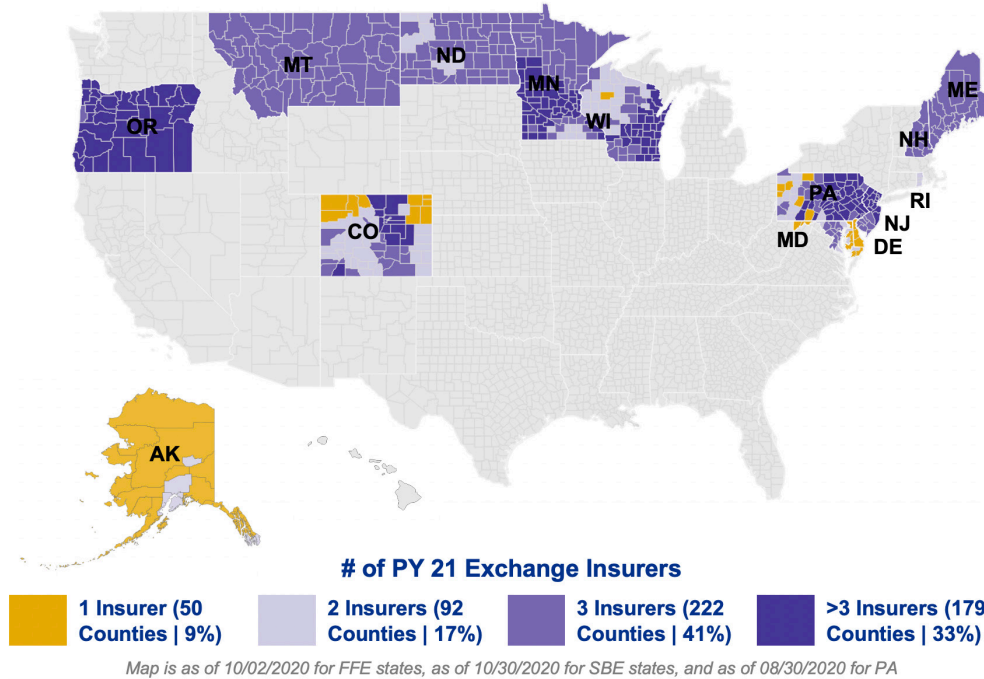 MT
ND
MN
ME
OR
WI
NH
PA
RI
CO
NJ
MD
DE
AK
# of PY 21 Exchange Insurers
1 Insurer (50
Counties | 9%)
2 Insurers (92
Counties | 17%)
3 Insurers (222
Counties | 41%)
>3 Insurers (179
Counties | 33%)
Map is as of 10/02/2020 for FFE states, as of 10/30/2020 for SBE states, and as of 08/30/2020 for PA